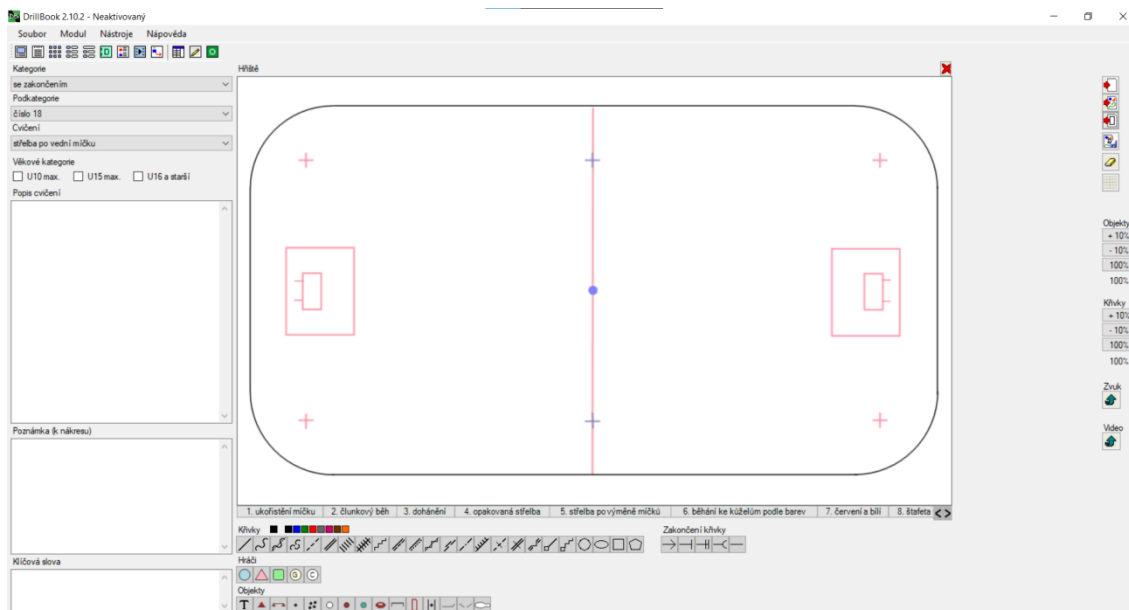 DrillBook 2.10.2 - Neaktivovaný
Soubor Modul Nástroje Nápověda
Kategorie
se zakončením
Podkategorie
číslo 18
Cvičení
střelba po vední míčku
Věkové kategorie
U10 max. U15 max. U16 a starší
Popis cvičení
Poznámka (k nákresu)
Klíčová slova
Hřiště
1. ukořistění míčku 2. člunkový běh 3. dohánění 4. opakovaná střelba 5. střelba po výměně míčků 6. běhání ke kúželům podle barev 7. červení a bílí 8. štafeta
Křivky
Zakončení křivky
Hráči
G C
Objekty
T
Objekty
+ 10%
- 10%
100%
100%
Křivky
+ 10%
- 10%
100%
100%
Zvuk
Video